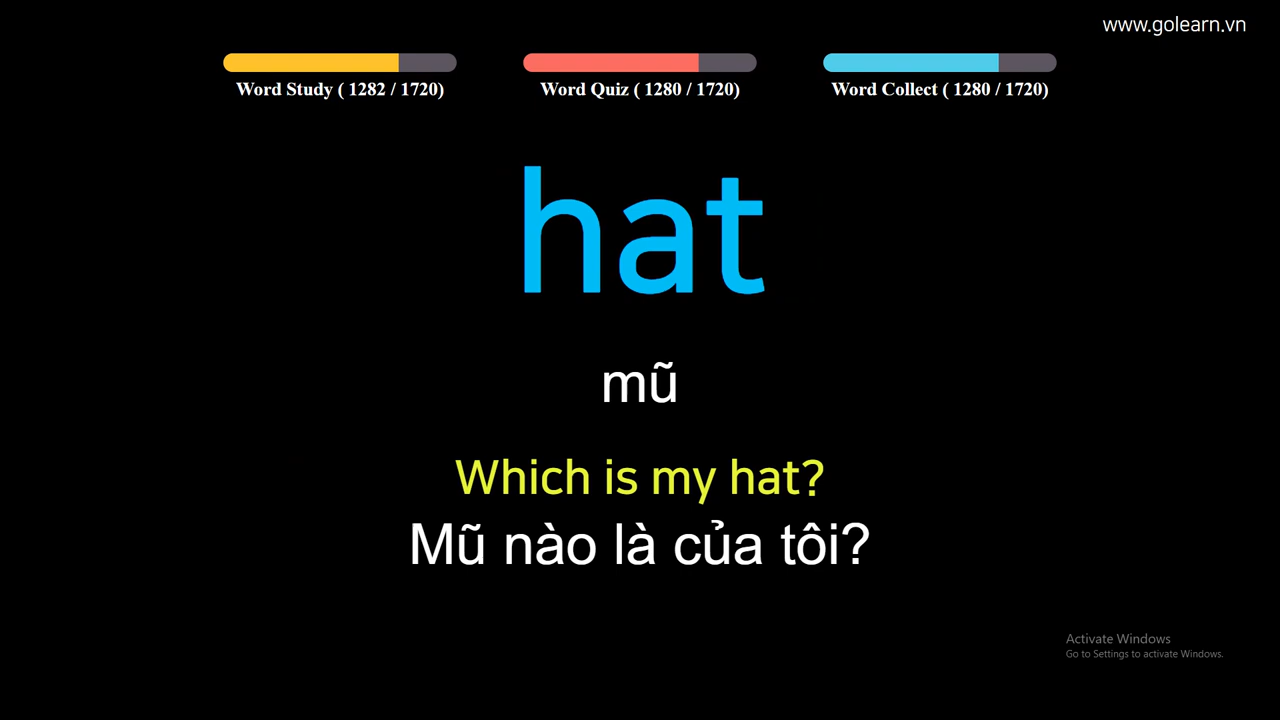 www.golearn.vn
Word Study ( 1282 / 1720)
Word Quiz ( 1280 / 1720)
Word Collect ( 1280 / 1720)
hat
mũ
Which is my hat?
Mũ nào là của tôi?
Activate Windows
Go to Settings to activate Windows.